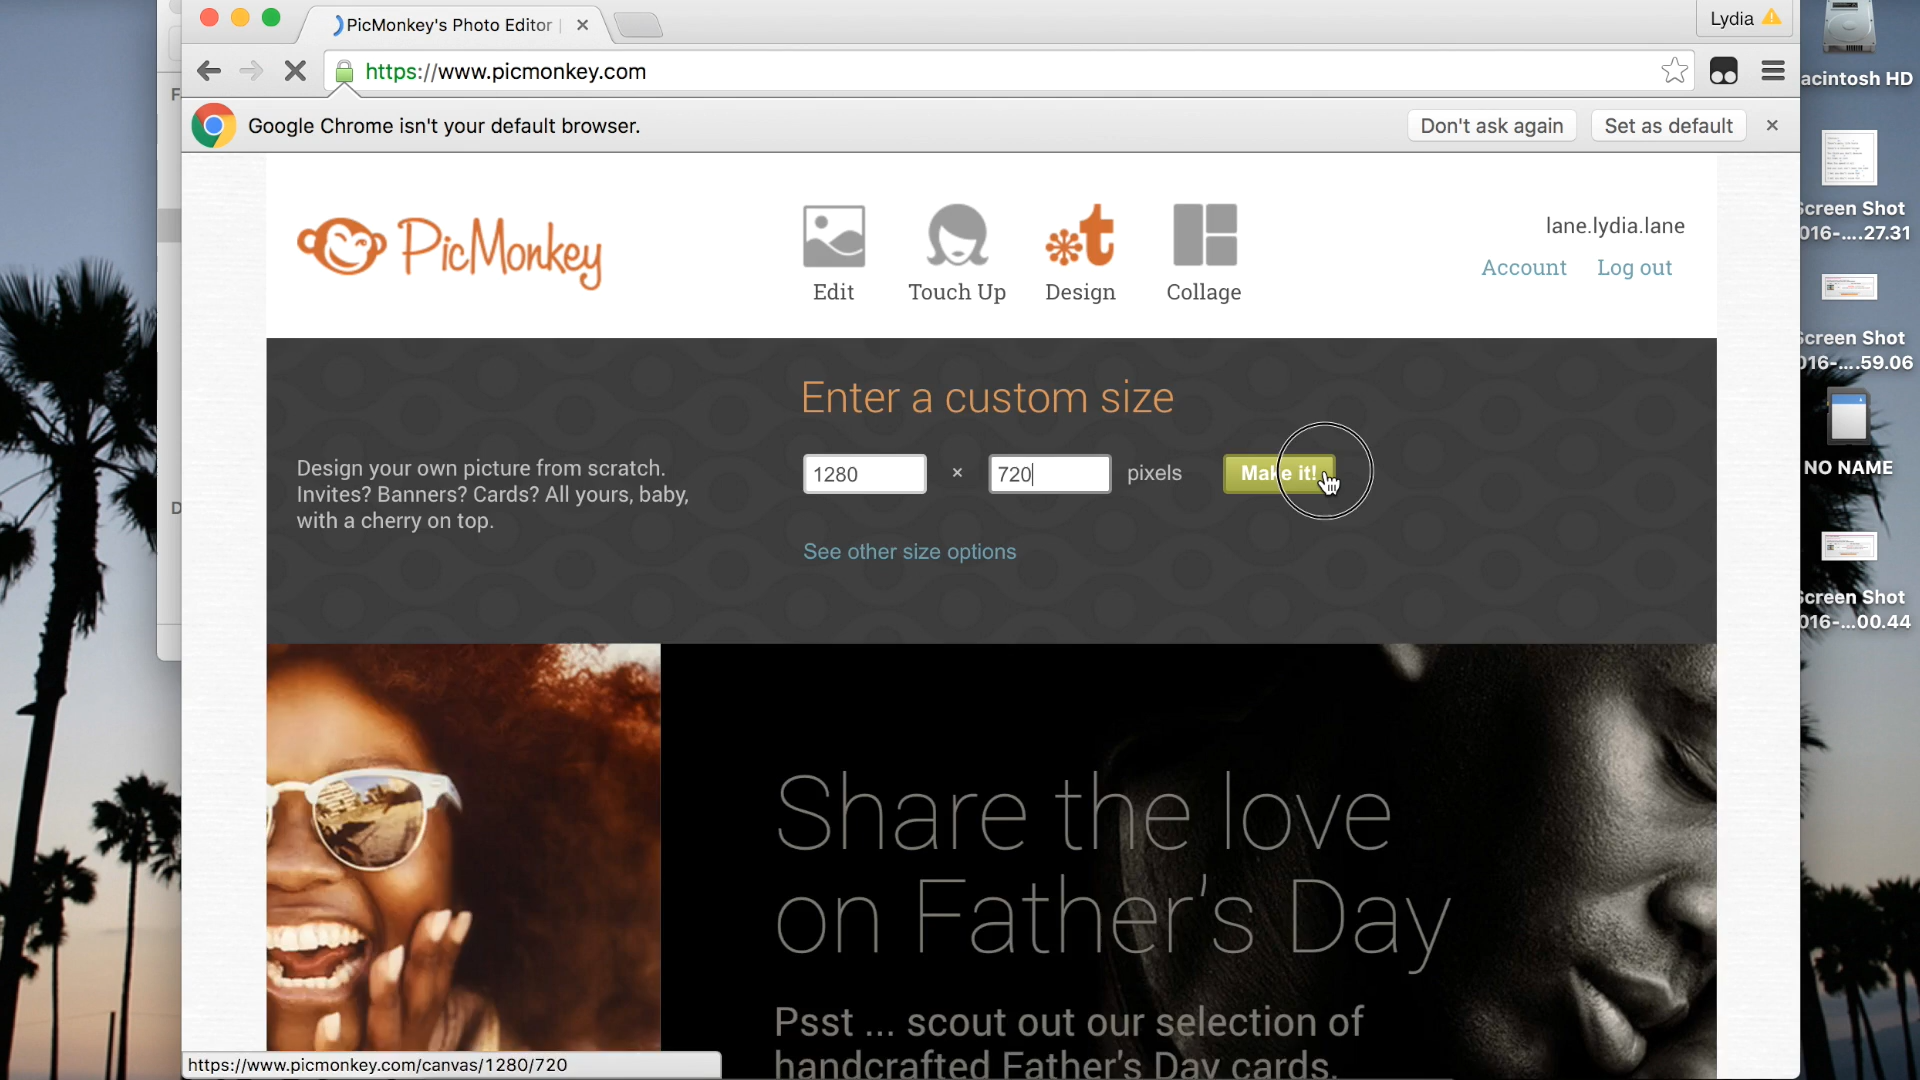 PicMonkey's Photo Editor
Lydia
https://www.picmonkey.com
Google Chrome isn't your default browser.
Don't ask again
Set as default
PicMonkey
Edit
Touch Up
Design
Collage
lane.lydia.lane
Account
Log out
Enter a custom size
Design your own picture from scratch.
Invites? Banners? Cards? All yours, baby,
with a cherry on top.
1280
×
720
pixels
Make it!
See other size options
Share the love
on Father's Day
Psst ... scout out our selection of
handcrafted Father's Day cards.
https://www.picmonkey.com/canvas/1280/720
acintosh HD
Screen Shot
016-....27.31
Screen Shot
016-....59.06
NO NAME
Screen Shot
016-...00.44
F
D